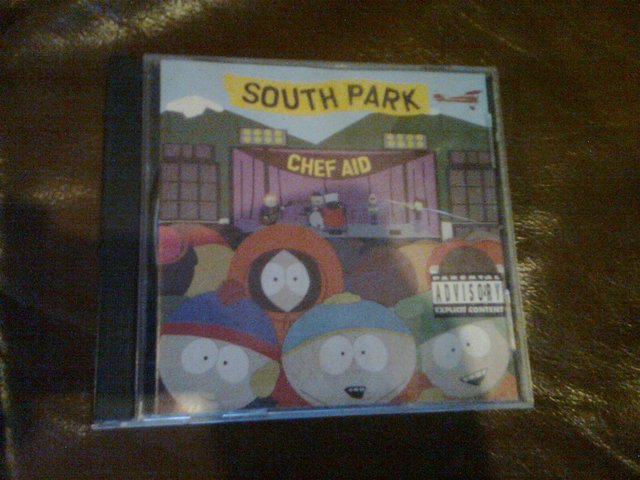 SOUTH PARK
CHEF AID
PARENTAL
ADVISORY
EXPLICIT CONTENT